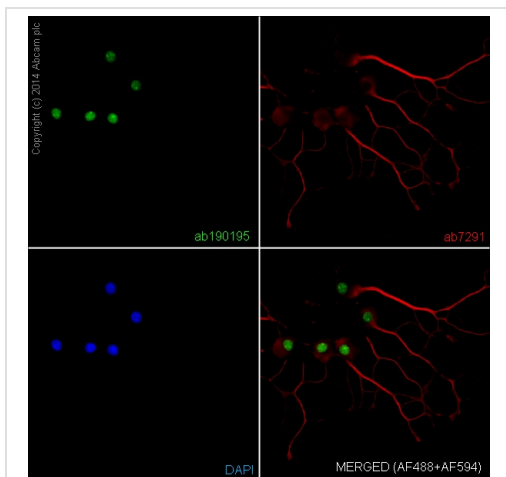 Copyright (c) 2014 Abcam plc
ab190195
ab7291
DAPI
MERGED (AF488+AF594)